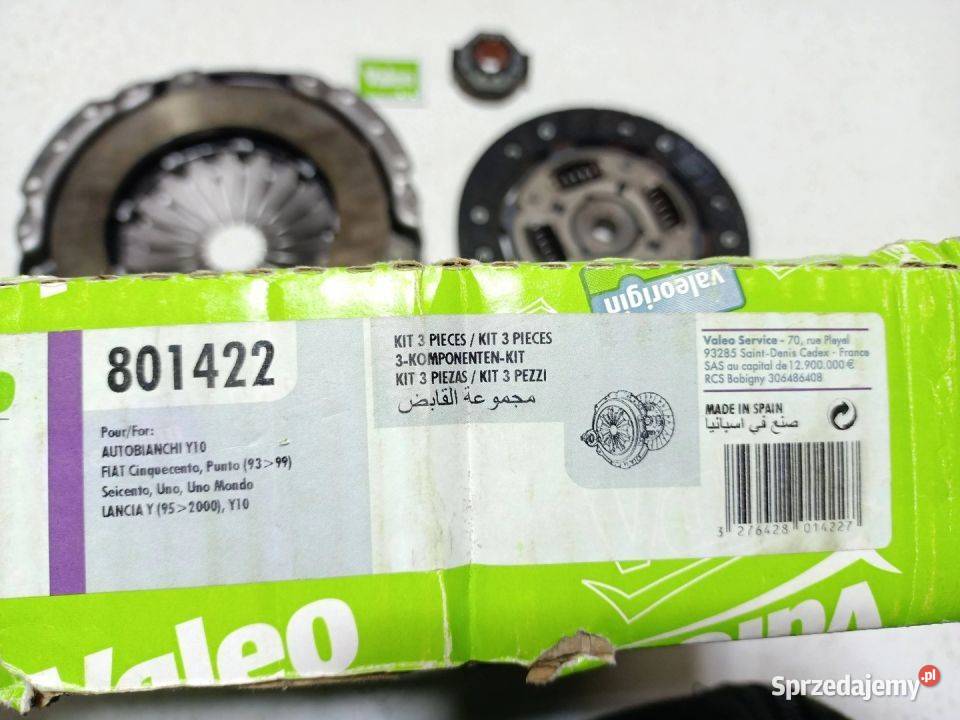 Valeo
valeorigin
801422
Pour/For:
AUTOBIANCHI Y10
FIAT Cinquecento, Punto (93>99)
Seicento, Uno, Uno Mondo
LANCIA Y (95>2000), Y10
KIT 3 PIECES / KIT 3 PIECES
3-KOMPONENTEN-KIT
KIT 3 PIEZAS / KIT 3 PEZZI
مجموعة القابض
Valeo Service - 70, rue Pleyel
93285 Saint-Denis Cedex - France
SAS au capital de 12.900.000 €
RCS Bobigny 306486408
MADE IN SPAIN
صنع في اسبانيا
3 276428 014227
Valeo
Sprzedajemy.pl